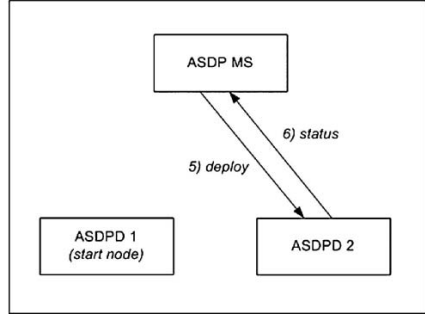 ASDP MS
6) status
5) deploy
ASDPD 1
(start node)
ASDPD 2